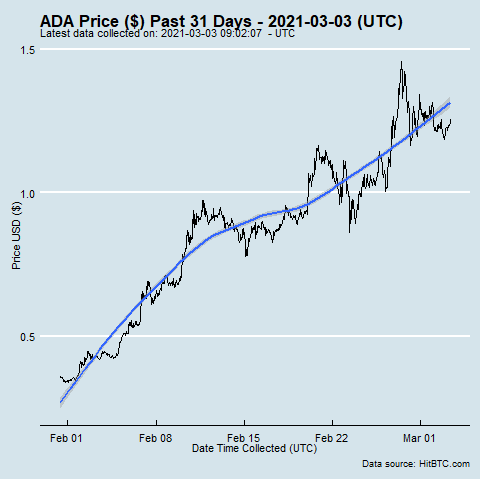 ADA Price ($) Past 31 Days - 2021-03-03 (UTC)
Latest data collected on: 2021-03-03 09:02:07 - UTC
1.5
1.0
0.5
Price USD ($)
Feb 01
Feb 08
Feb 15
Feb 22
Mar 01
Date Time Collected (UTC)
Data source: HitBTC.com